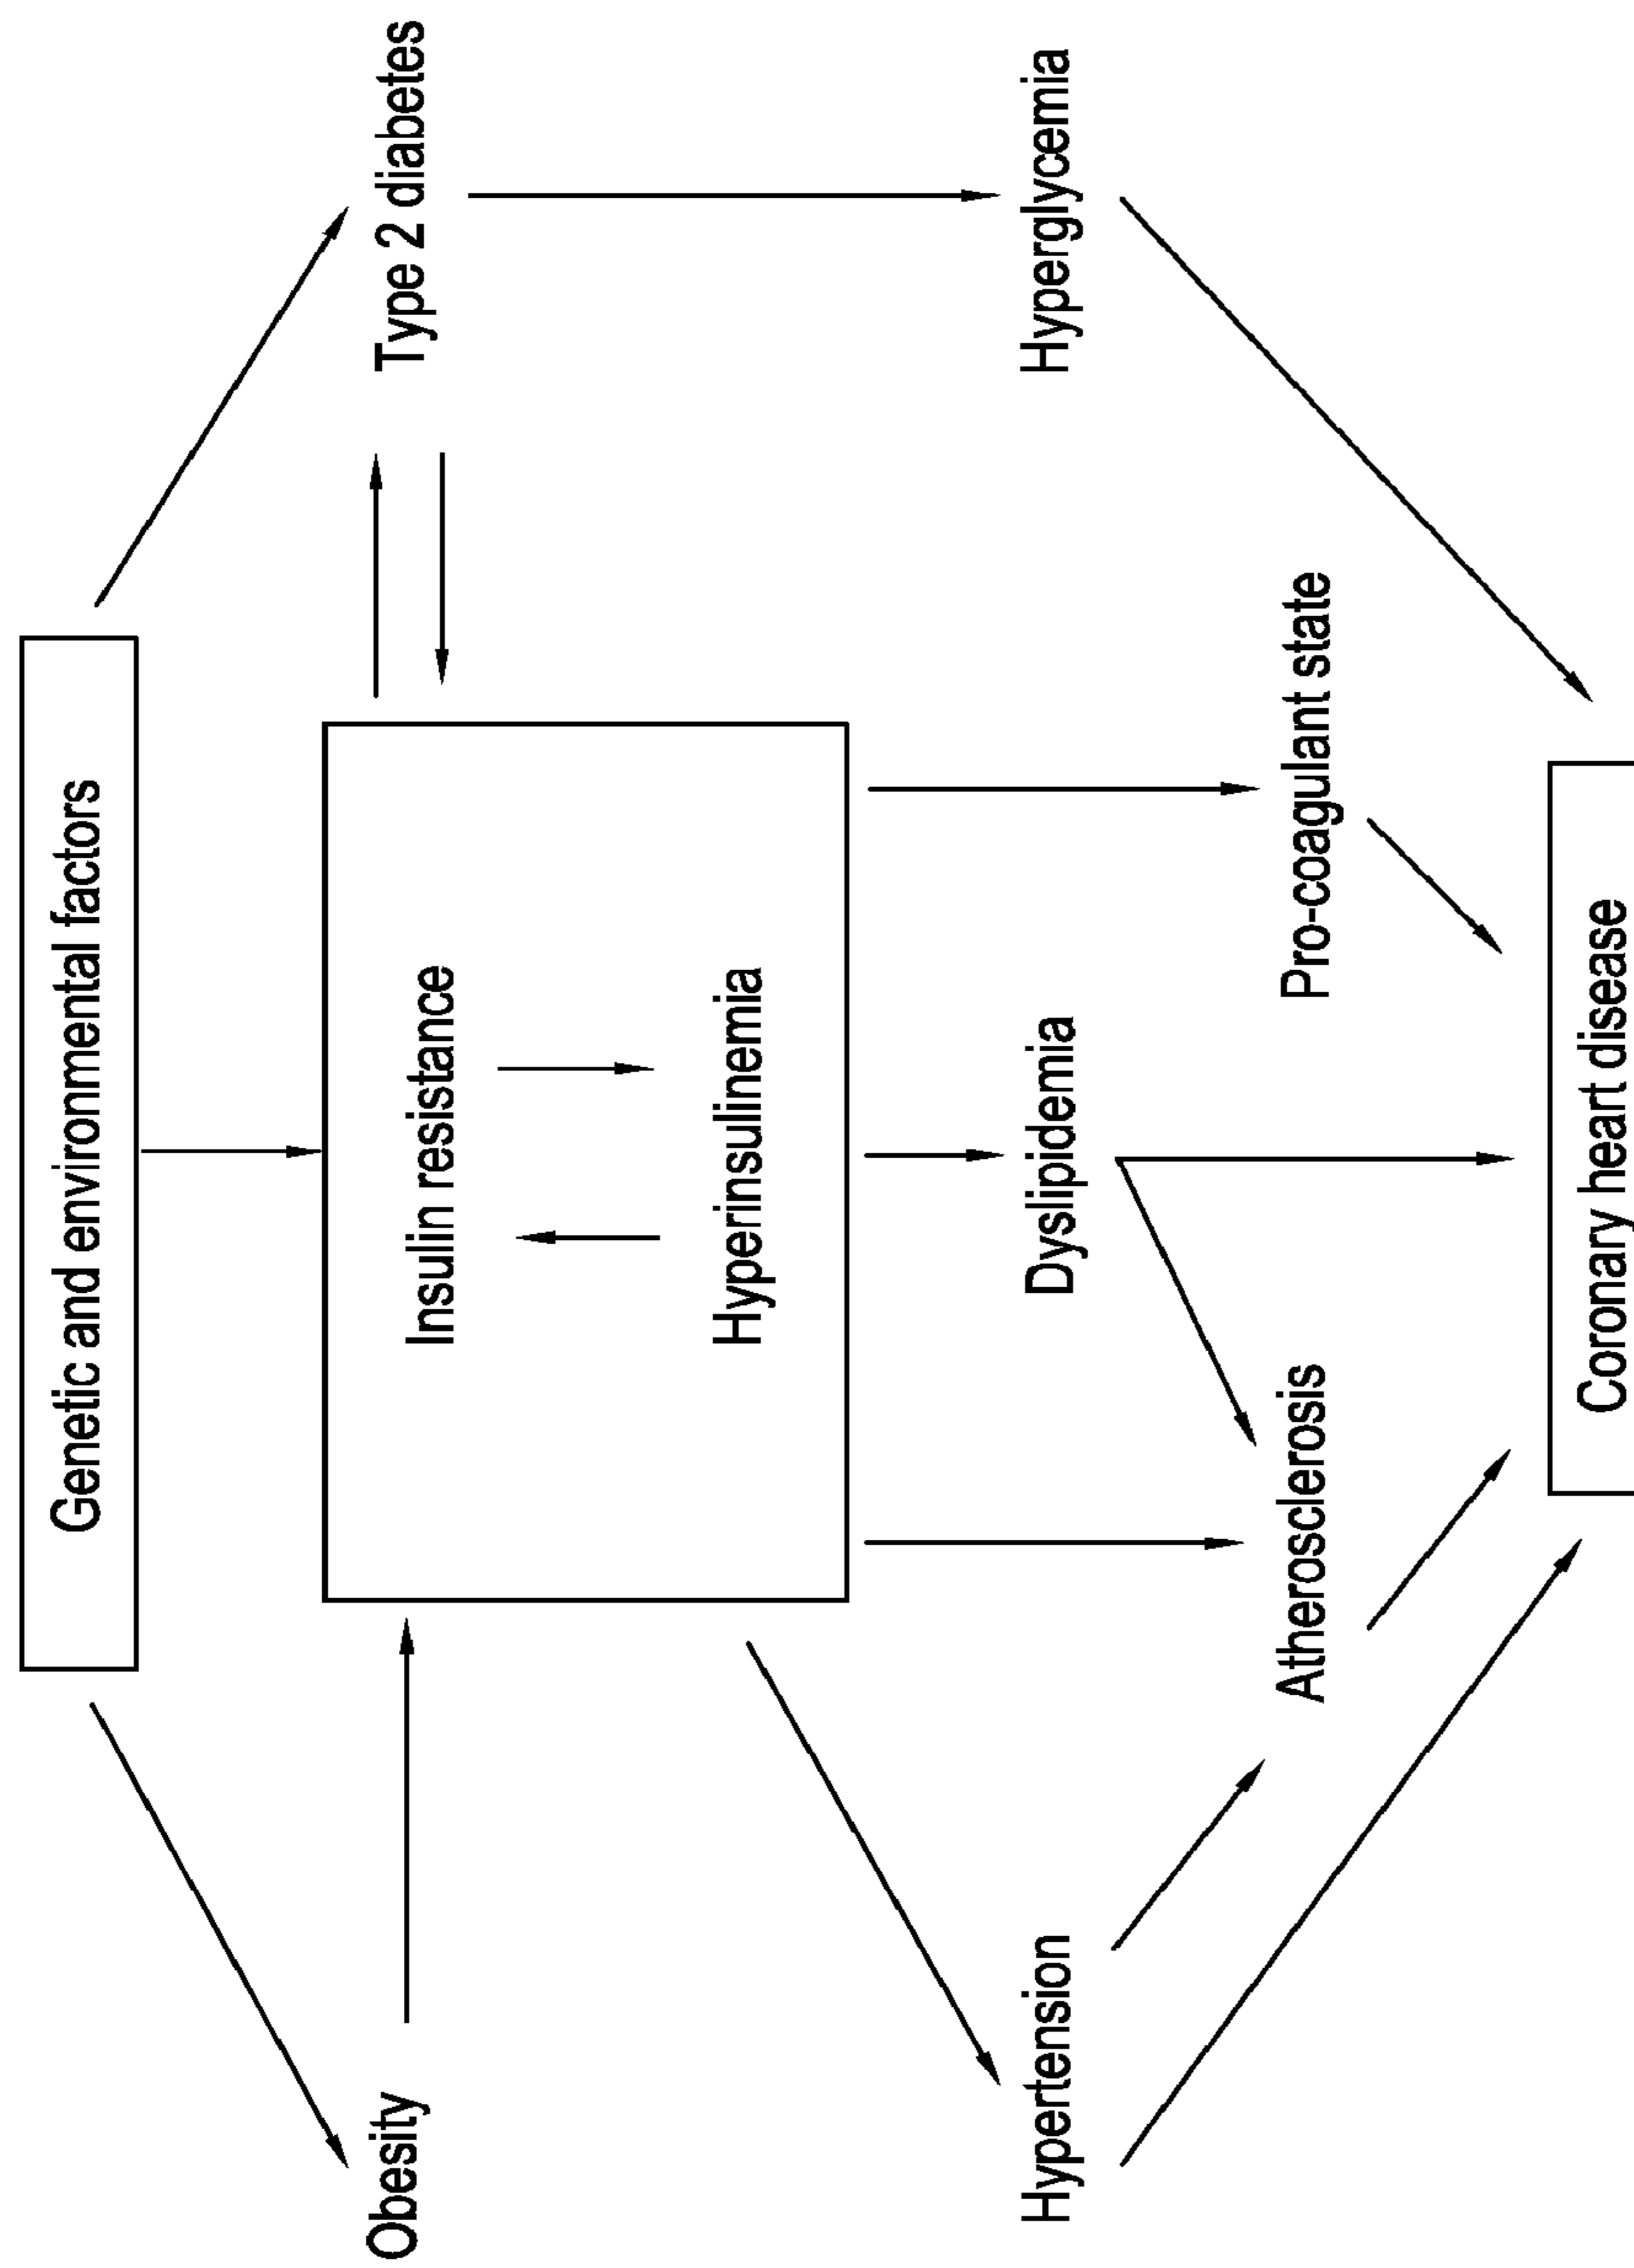 Genetic and environmental factors
Obesity
Insulin resistance
Type 2 diabetes
Hyperinsulinemia
Hypertension
Dyslipidemia
Hyperglycemia
Atherosclerosis
Pro-coagulant state
Coronary heart disease